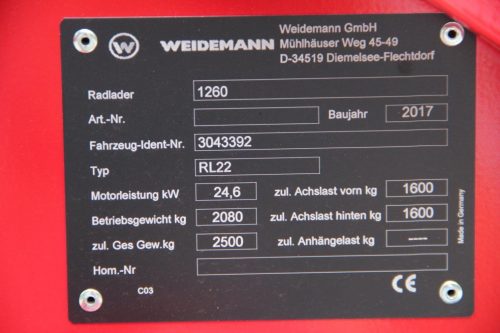 W WEIDEMANN
Weidemann GmbH
Mühlhäuser Weg 45-49
D-34519 Diemelsee-Flechtdorf
Radlader 1260
Art.-Nr. Baujahr 2017
Fahrzeug-Ident-Nr. 3043392
Typ RL22
Motorleistung kW 24,6 zul. Achslast vorn kg 1600
Betriebsgewicht kg 2080 zul. Achslast hinten kg 1600
zul. Ges Gew.kg 2500 zul. Anhängelast kg ----
Hom.-Nr
C03
CE
Made in Germany